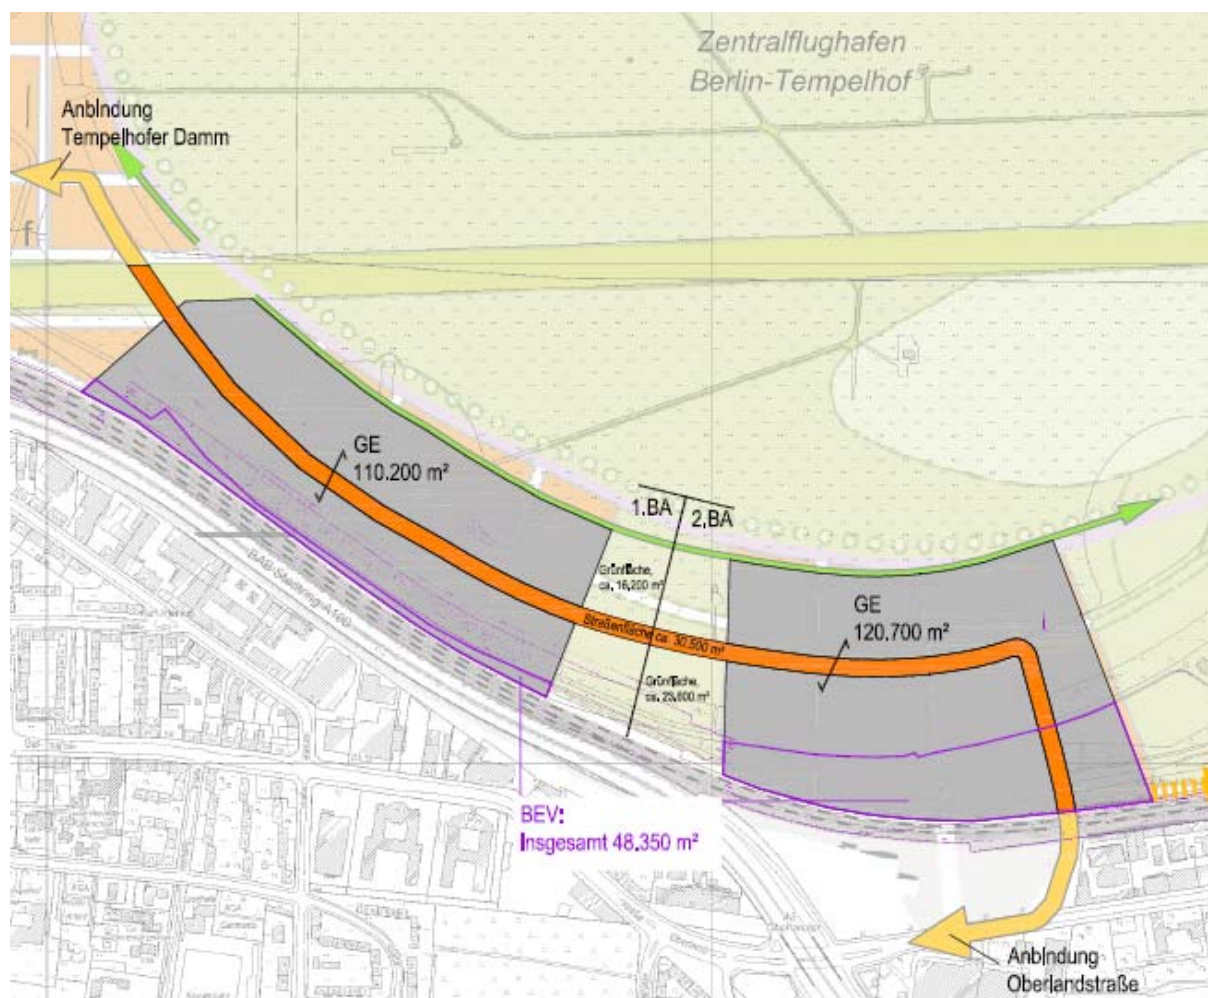 Zentralflughafen
Berlin-Tempelhof
Anbindung
Tempelhofer Damm
f
GE
110.200 m²
1.BA
2.BA
Grünfläche,
ca. 16.200 m²
GE
120.700 m²
Straßenfläche ca. 30.500 m²
Grünfläche,
ca. 23.800 m²
BAB-Stadtring-A100
BEV:
Insgesamt 48.350 m²
Anbindung
Oberlandstraße